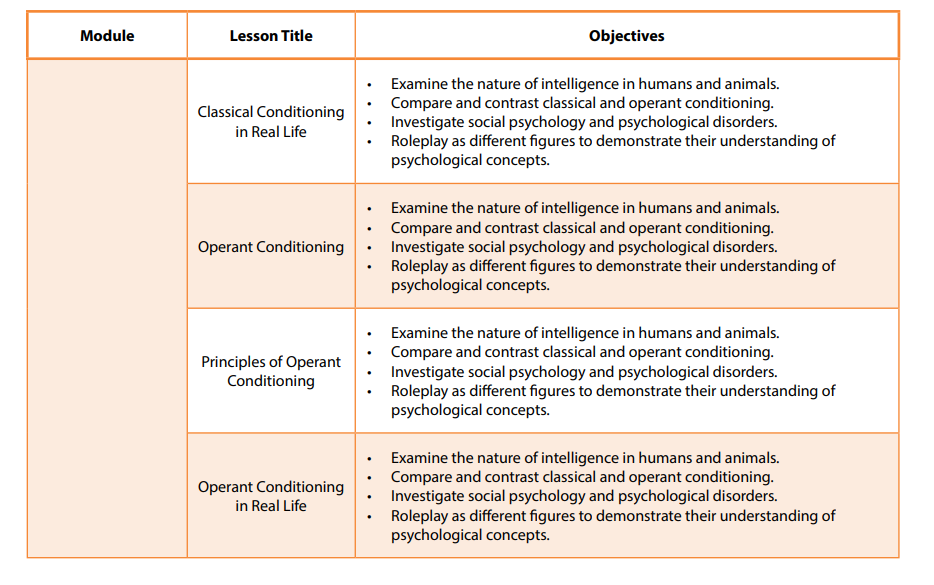 Module Lesson Title Objectives
Classical Conditioning
in Real Life
• Examine the nature of intelligence in humans and animals.
• Compare and contrast classical and operant conditioning.
• Investigate social psychology and psychological disorders.
• Roleplay as different figures to demonstrate their understanding of
psychological concepts.
Operant Conditioning
• Examine the nature of intelligence in humans and animals.
• Compare and contrast classical and operant conditioning.
• Investigate social psychology and psychological disorders.
• Roleplay as different figures to demonstrate their understanding of
psychological concepts.
Principles of Operant
Conditioning
• Examine the nature of intelligence in humans and animals.
• Compare and contrast classical and operant conditioning.
• Investigate social psychology and psychological disorders.
• Roleplay as different figures to demonstrate their understanding of
psychological concepts.
Operant Conditioning
in Real Life
• Examine the nature of intelligence in humans and animals.
• Compare and contrast classical and operant conditioning.
• Investigate social psychology and psychological disorders.
• Roleplay as different figures to demonstrate their understanding of
psychological concepts.